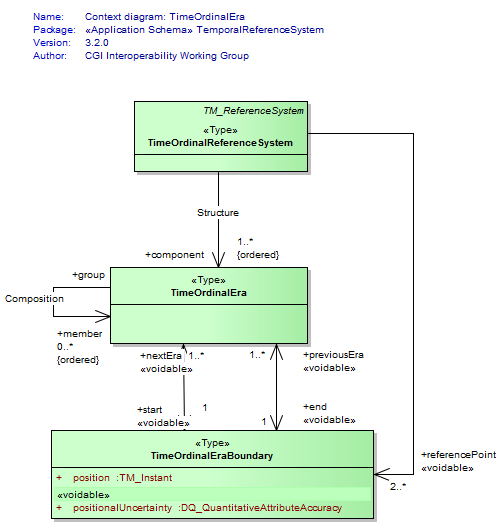 Name: Context diagram: TimeOrdinalEra
Package: «Application Schema» TemporalReferenceSystem
Version: 3.2.0
Author: CGI Interoperability Working Group
TM_ReferenceSystem
«Type»
TimeOrdinalReferenceSystem
Structure
1..*
+component {ordered}
+group
«Type»
TimeOrdinalEra
Composition
+member
0..*
{ordered}
+nextEra 1..*
«voidable»
1..* +previousEra
«voidable»
+start 1
«voidable»
+end
1 «voidable»
«Type»
TimeOrdinalEraBoundary
+ position :TM_Instant
«voidable»
+ positionalUncertainty :DQ_QuantitativeAttributeAccuracy
+referencePoint
«voidable»
2..*